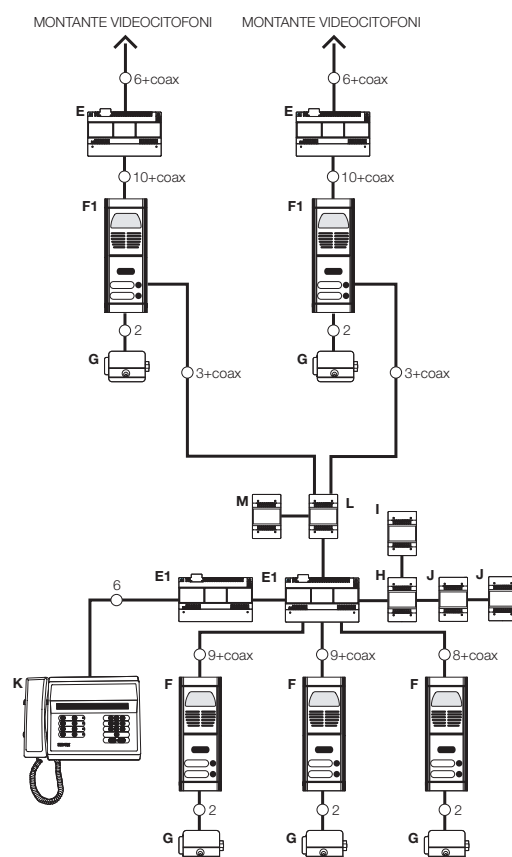 MONTANTE VIDEOCITOFONI MONTANTE VIDEOCITOFONI
6+coax 6+coax
E E
10+coax 10+coax
F1 F1
2 2
G G
3+coax 3+coax
M L I
E1 E1 H J J
6
9+coax 9+coax 8+coax
K F F F
2 2 2
G G G